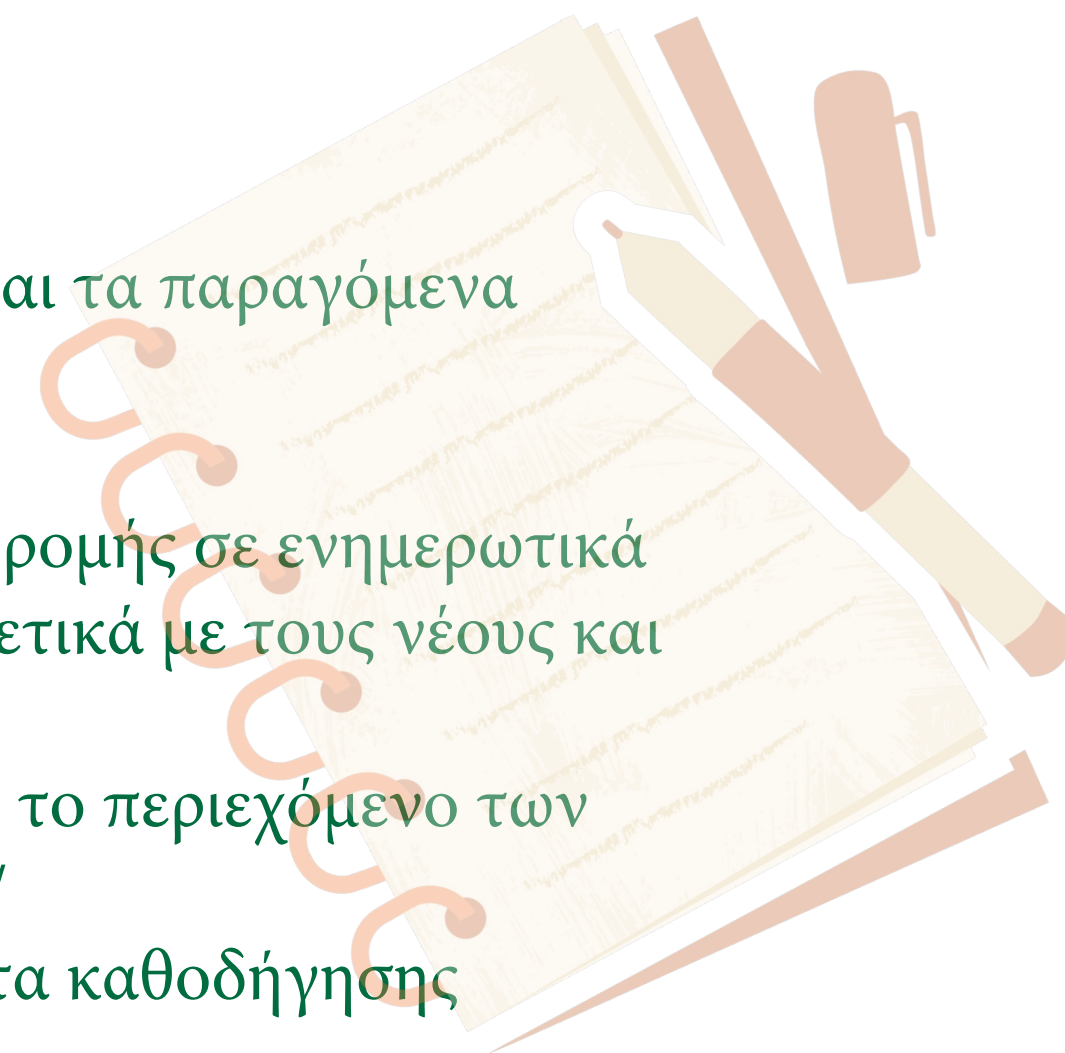 αι τα παραγόμενα
ρομής σε ενημερωτικά
ετικά με τους νέους και
το περιεχόμενο των
τα καθοδήγησης